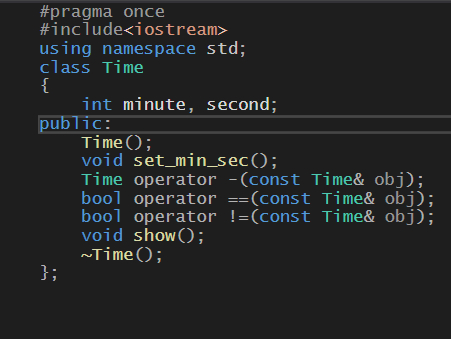 #pragma once
#include<iostream>
using namespace std;
class Time
{
    int minute, second;
public:
    Time();
    void set_min_sec();
    Time operator -(const Time& obj);
    bool operator ==(const Time& obj);
    bool operator !=(const Time& obj);
    void show();
    ~Time();
};